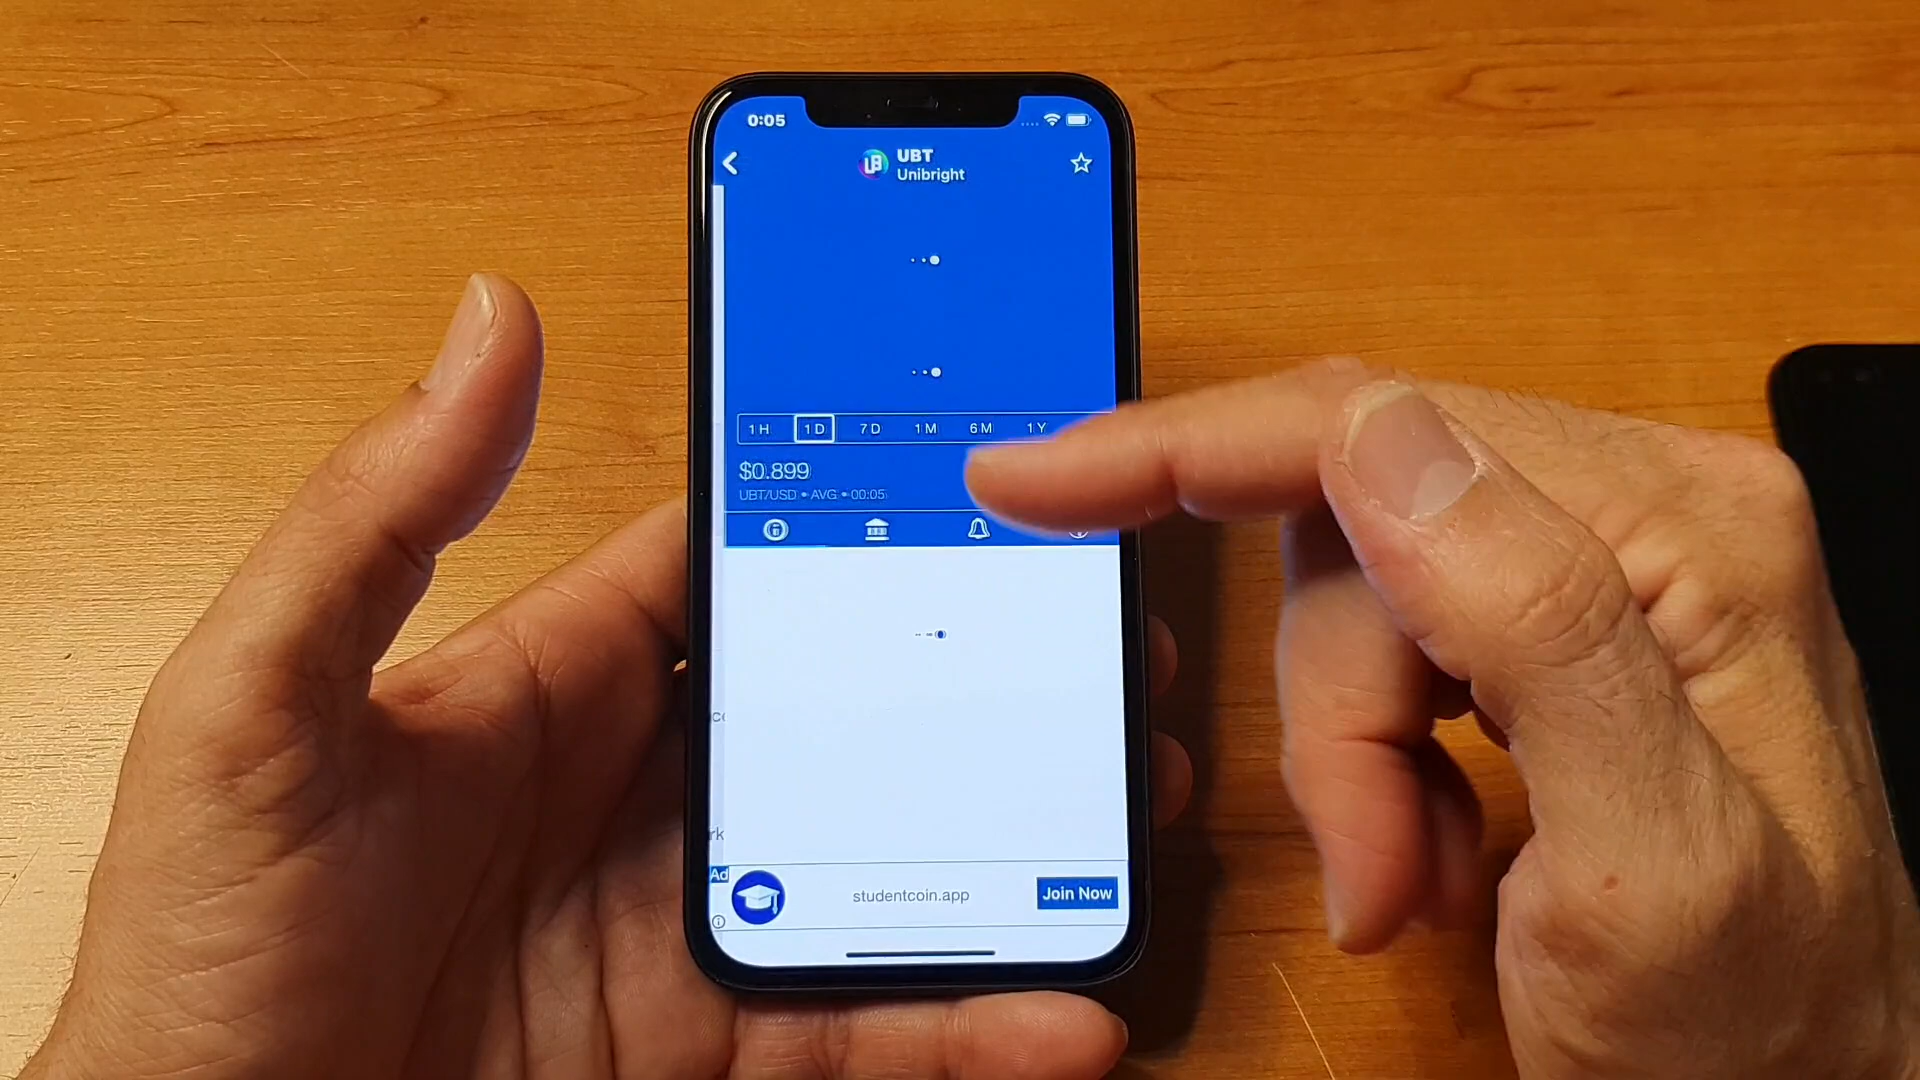 0:05
UBT
Unibright
1H 1D 7D 1M 6M 1Y
$0.899
UBT/USD • AVG • 00:05
Ad
studentcoin.app
Join Now